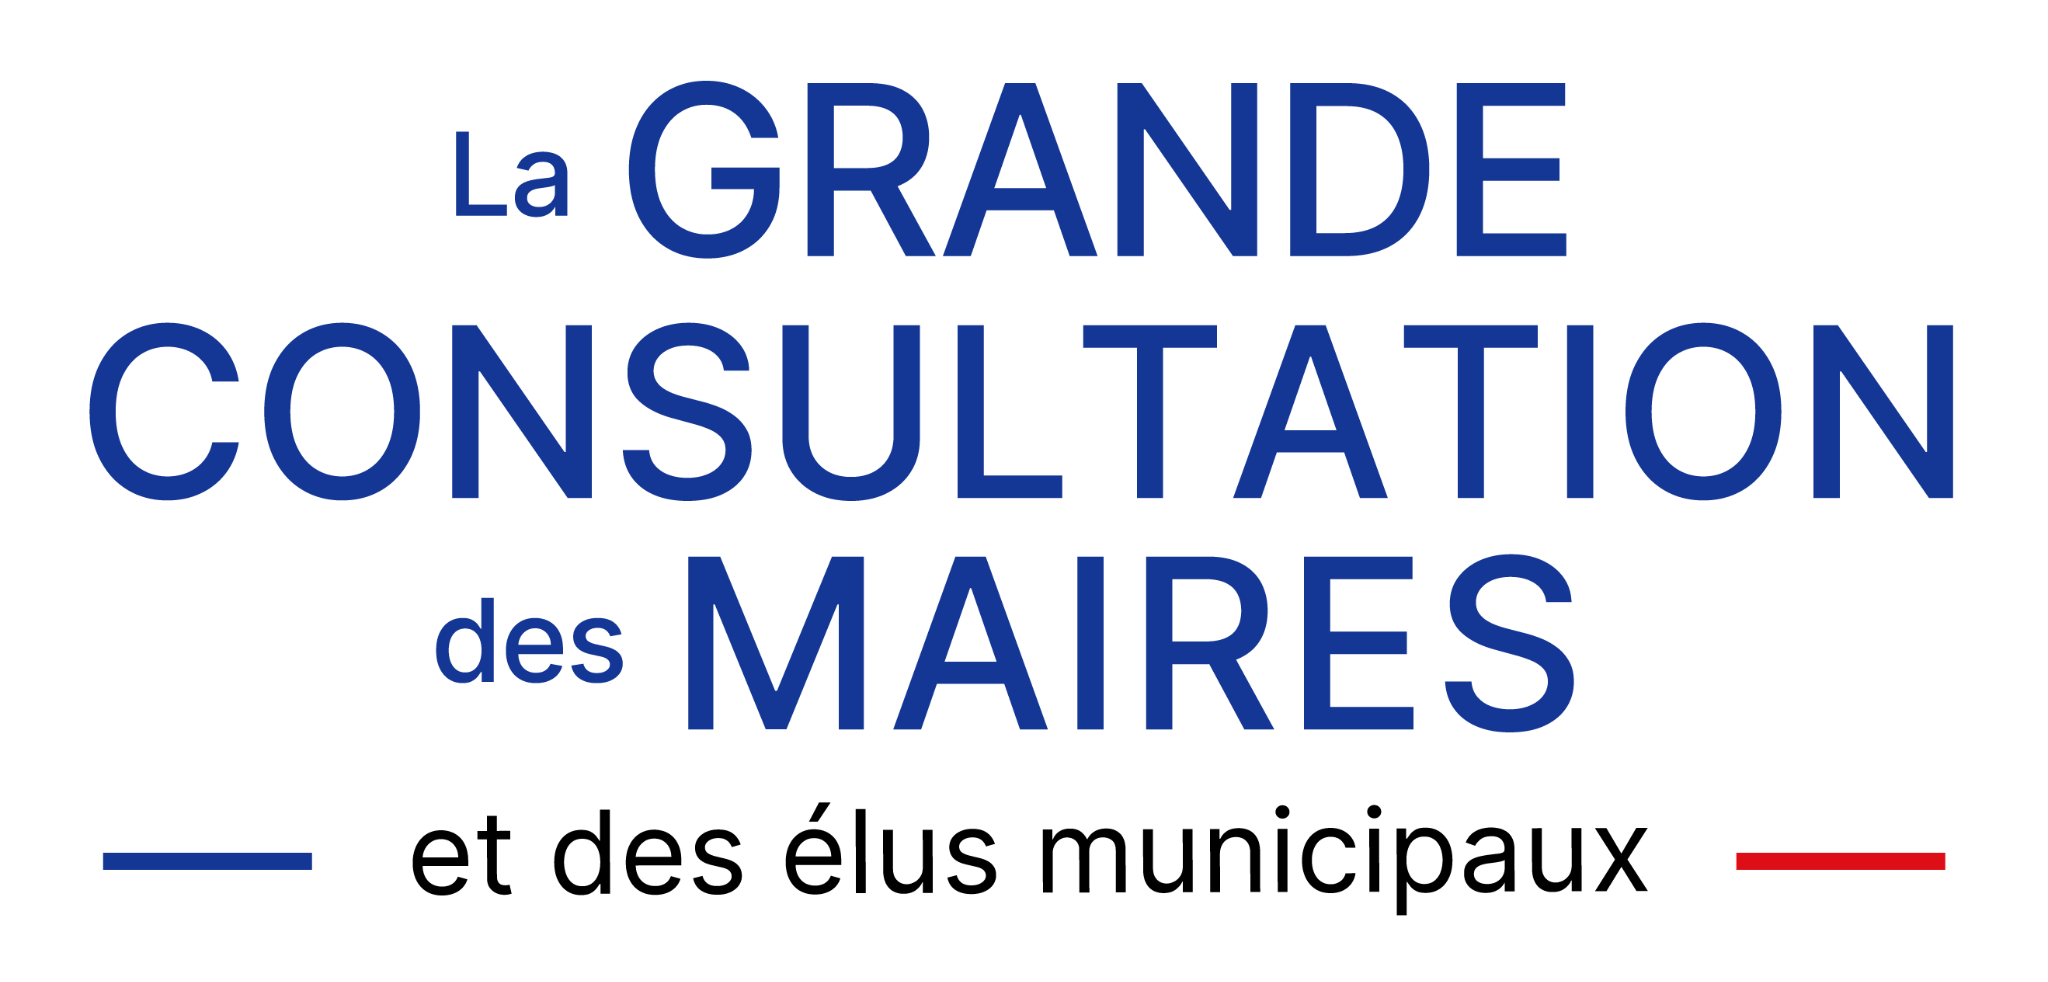 La GRANDE
CONSULTATION
des MAIRES
et des élus municipaux